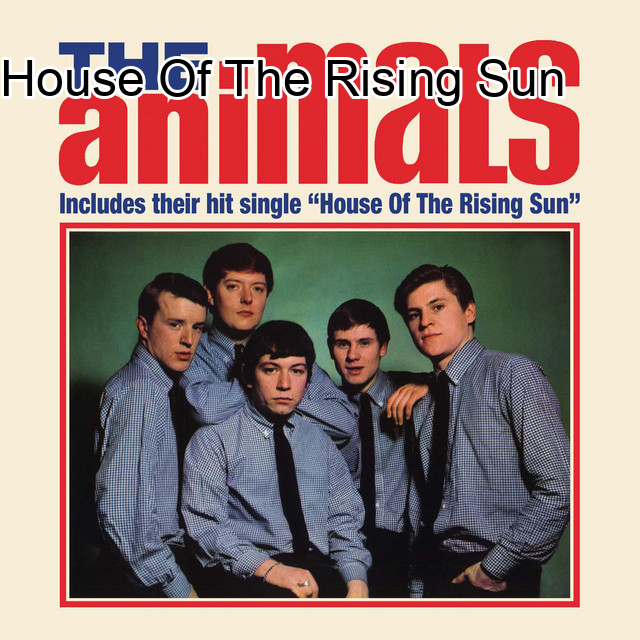 THE
House Of The Rising Sun
animaLS
Includes their hit single “House Of The Rising Sun”